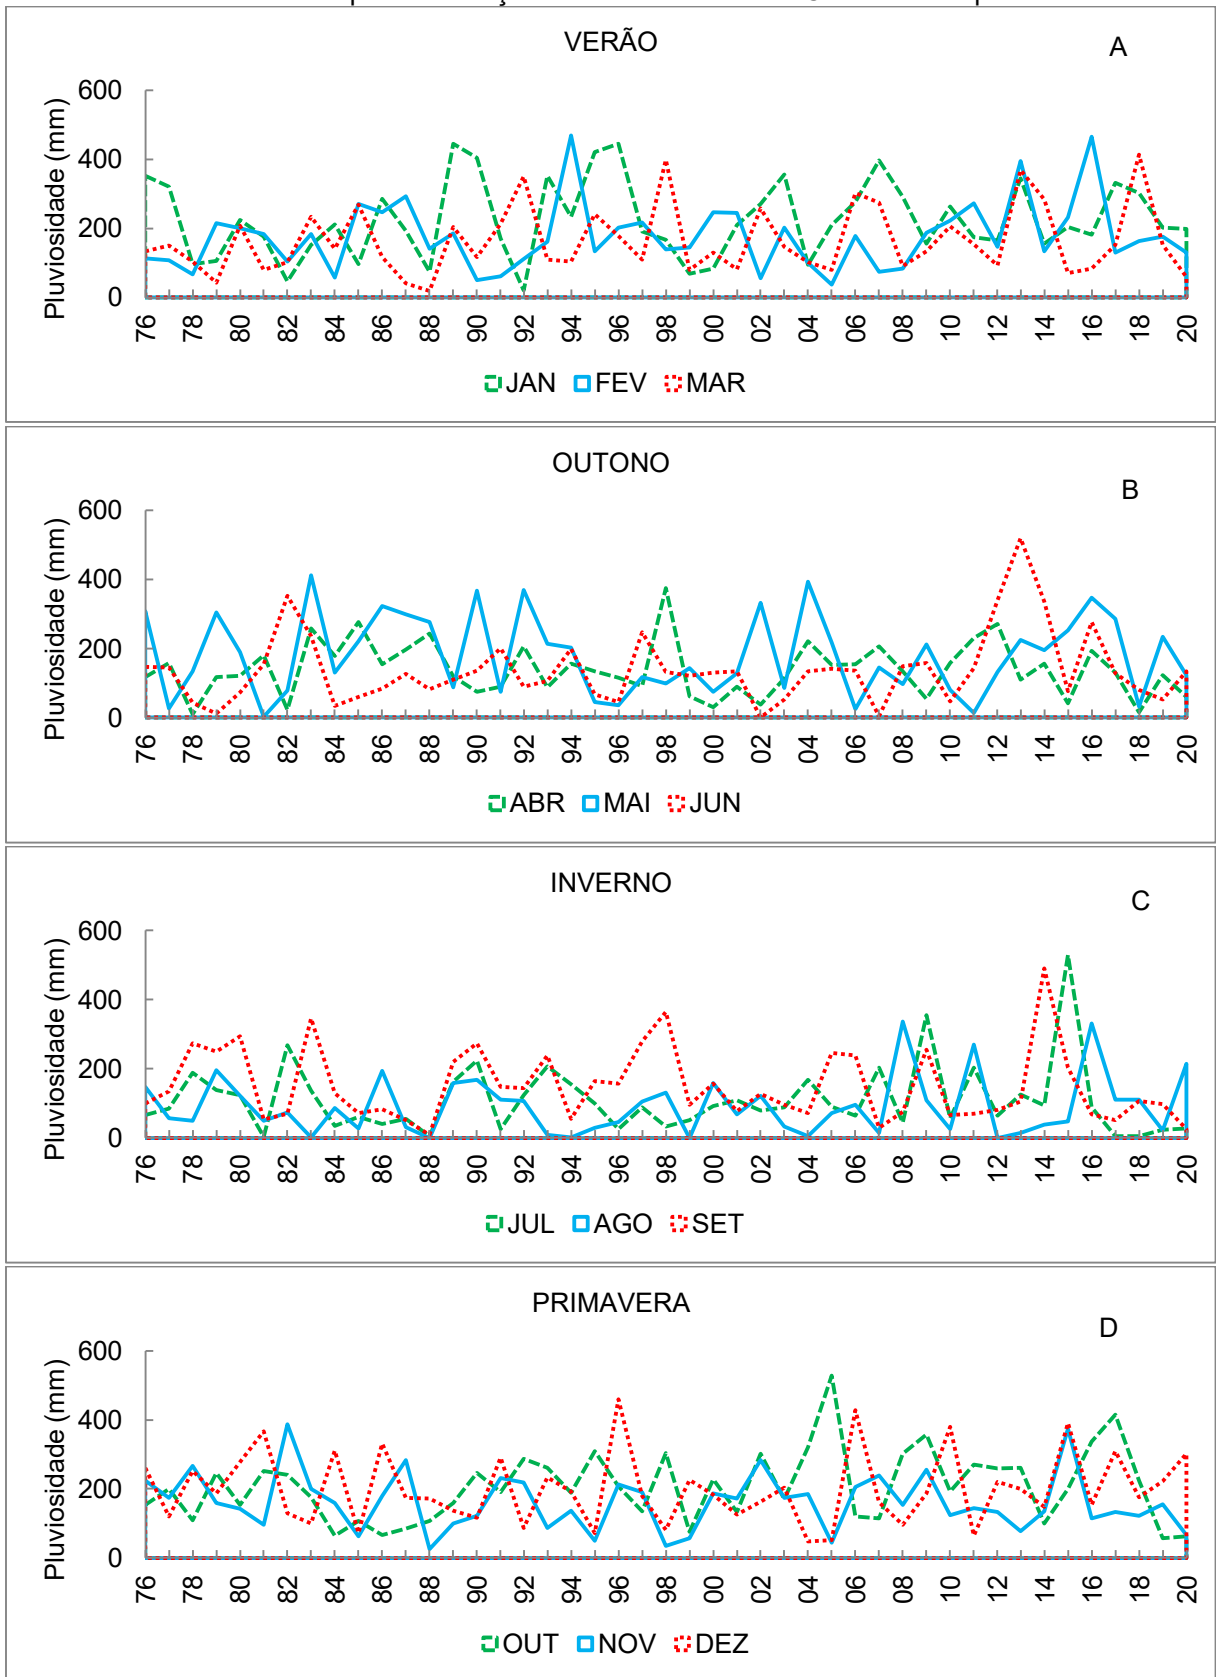 VERÃO
A
Pluviosidade (mm)
600
400
200
0
76 78 80 82 84 86 88 90 92 94 96 98 00 02 04 06 08 10 12 14 16 18 20
JAN FEV MAR
OUTONO
B
Pluviosidade (mm)
600
400
200
0
76 78 80 82 84 86 88 90 92 94 96 98 00 02 04 06 08 10 12 14 16 18 20
ABR MAI JUN
INVERNO
C
Pluviosidade (mm)
600
400
200
0
76 78 80 82 84 86 88 90 92 94 96 98 00 02 04 06 08 10 12 14 16 18 20
JUL AGO SET
PRIMAVERA
D
Pluviosidade (mm)
600
400
200
0
76 78 80 82 84 86 88 90 92 94 96 98 00 02 04 06 08 10 12 14 16 18 20
OUT NOV DEZ